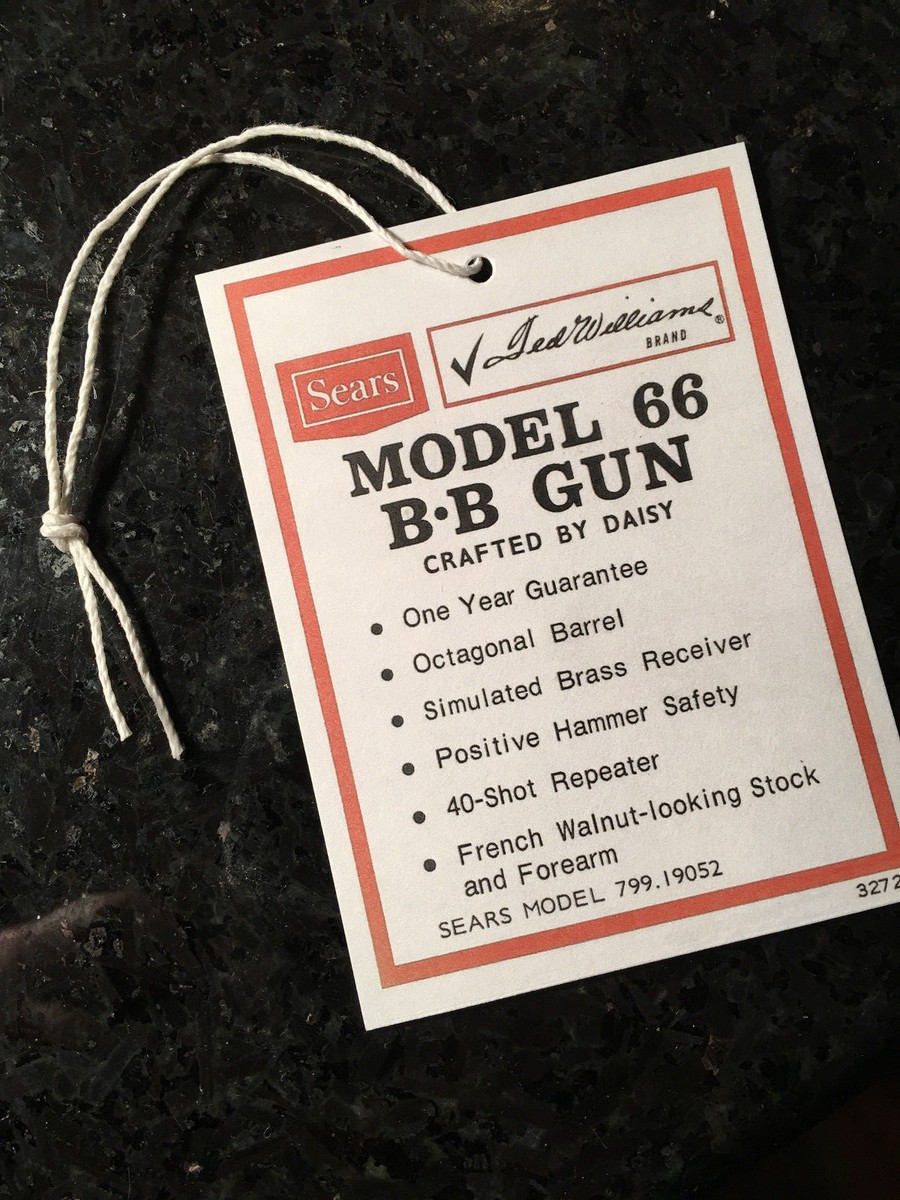 Sears
✓ Ted Williams®
BRAND
MODEL 66
B•B GUN
CRAFTED BY DAISY
• One Year Guarantee
• Octagonal Barrel
• Simulated Brass Receiver
• Positive Hammer Safety
• 40-Shot Repeater
• French Walnut-looking Stock
and Forearm
SEARS MODEL 799.19052
3272